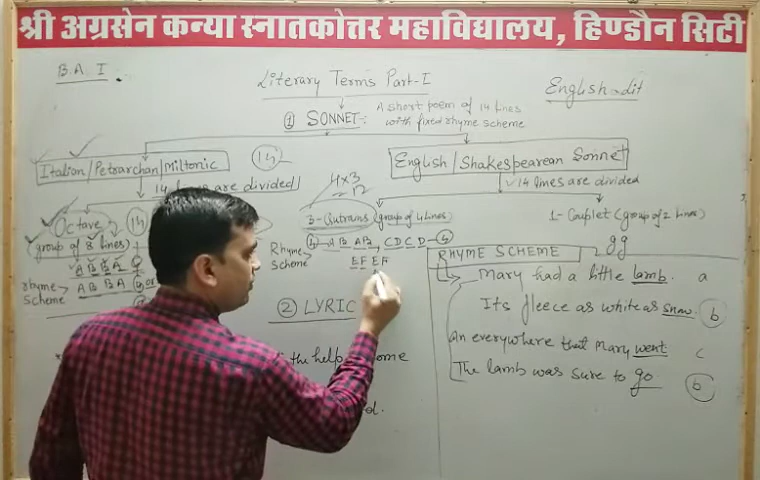 श्री अग्रसेन कन्या स्नातकोत्तर महाविद्यालय, हिण्डौन सिटी
B.A. I
Literary Terms Part-I
English-lit
① SONNET:- A short poem of 14 lines
with fixed rhyme scheme
Italian/Petrarchan/Miltonic
14
English/Shakespearean Sonnet
14 lines are divided
4x3
=12
14 lines are divided
Octave
(group of 8 lines)
3-Qutrans (group of 4 lines)
1-Couplet (group of 2 lines)
gg
Rhyme
Scheme
AB AB, CDCD
EFEF
rhyme
Scheme
ABBA
ABBA
② LYRIC
the help
ome
d.
RHYME SCHEME
Mary had a little lamb. a
Its fleece as white as snow. b
An everywhere that Mary went c
The lamb was sure to go b